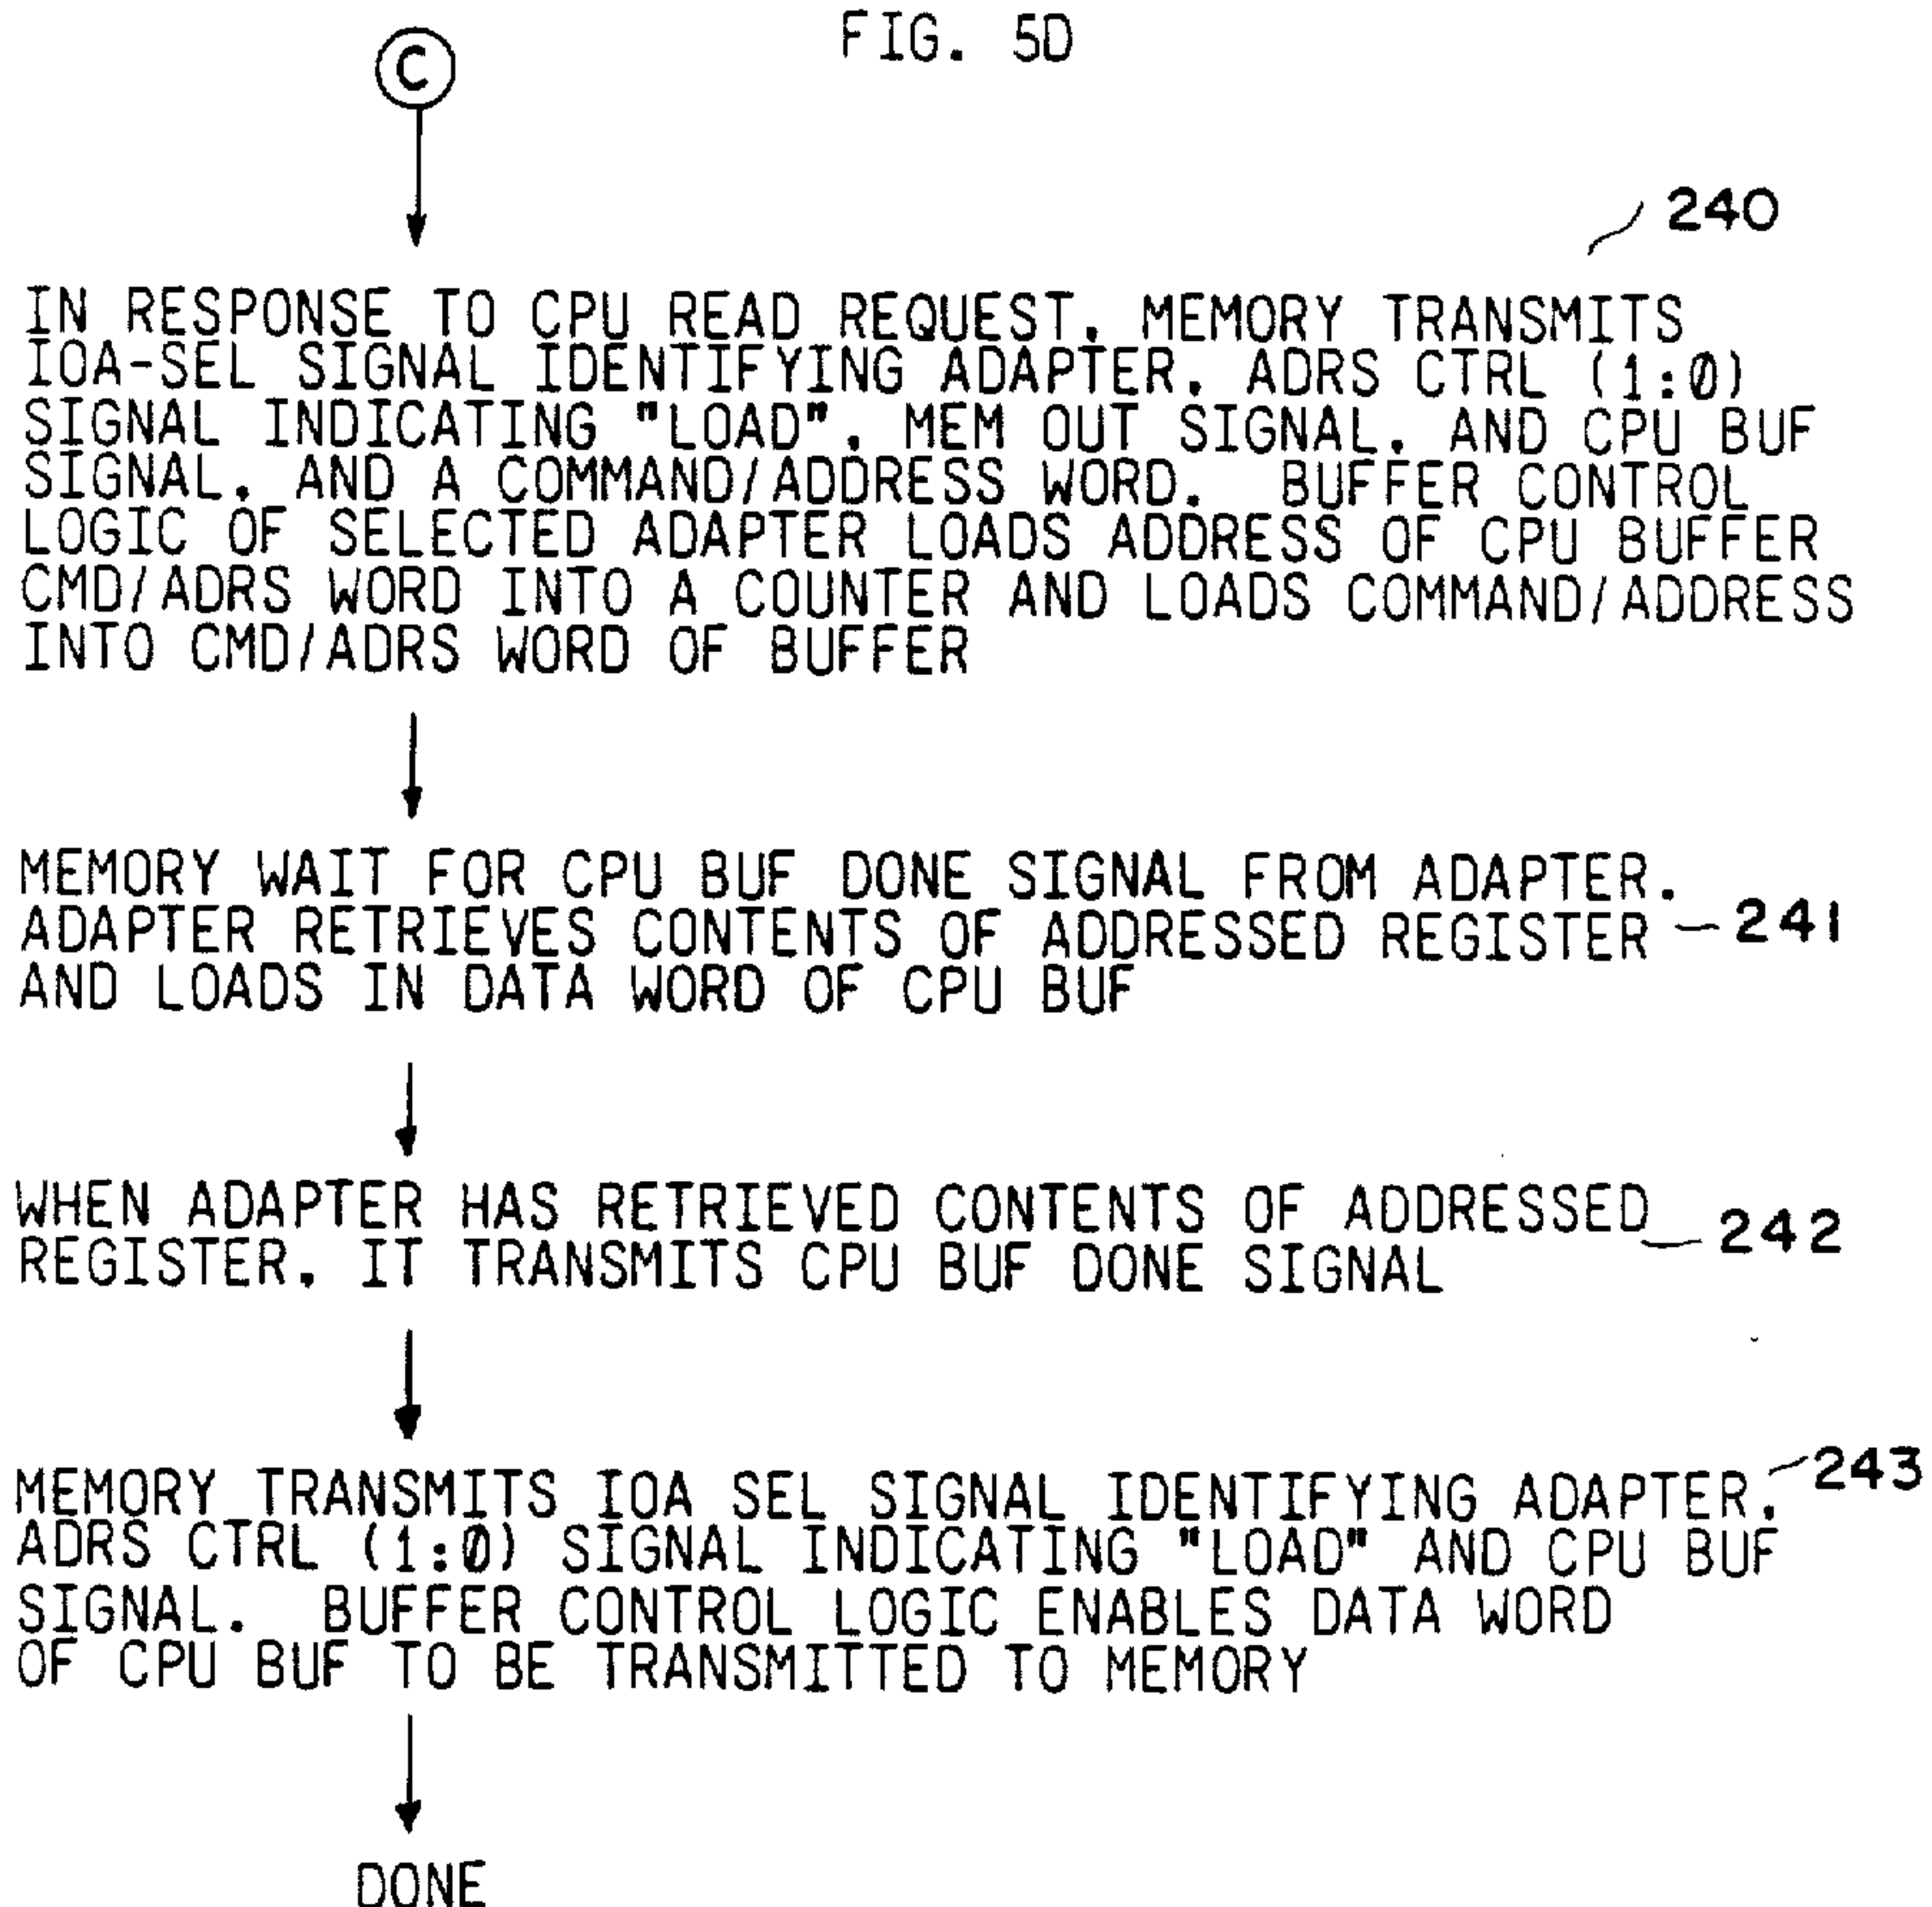 FIG. 5D
C
240
IN RESPONSE TO CPU READ REQUEST, MEMORY TRANSMITS
IOA-SEL SIGNAL IDENTIFYING ADAPTER, ADRS CTRL (1:0)
SIGNAL INDICATING "LOAD", MEM OUT SIGNAL, AND CPU BUF
SIGNAL, AND A COMMAND/ADDRESS WORD. BUFFER CONTROL
LOGIC OF SELECTED ADAPTER LOADS ADDRESS OF CPU BUFFER
CMD/ADRS WORD INTO A COUNTER AND LOADS COMMAND/ADDRESS
INTO CMD/ADRS WORD OF BUFFER
MEMORY WAIT FOR CPU BUF DONE SIGNAL FROM ADAPTER.
ADAPTER RETRIEVES CONTENTS OF ADDRESSED REGISTER 241
AND LOADS IN DATA WORD OF CPU BUF
WHEN ADAPTER HAS RETRIEVED CONTENTS OF ADDRESSED 242
REGISTER, IT TRANSMITS CPU BUF DONE SIGNAL
MEMORY TRANSMITS IOA SEL SIGNAL IDENTIFYING ADAPTER, 243
ADRS CTRL (1:0) SIGNAL INDICATING "LOAD" AND CPU BUF
SIGNAL. BUFFER CONTROL LOGIC ENABLES DATA WORD
OF CPU BUF TO BE TRANSMITTED TO MEMORY
DONE